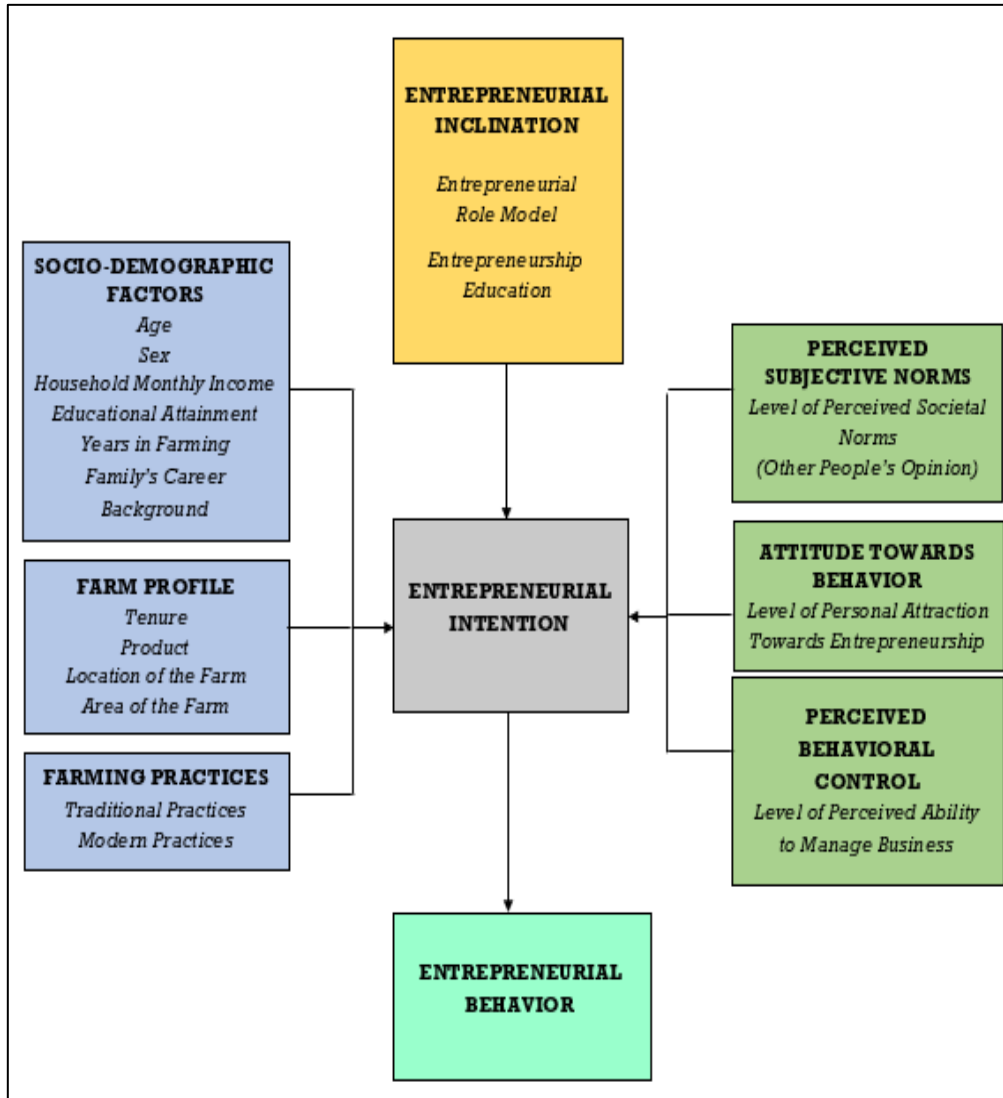 ENTREPRENEURIAL
INCLINATION
Entrepreneurial
Role Model
Entrepreneurship
Education
SOCIO-DEMOGRAPHIC
FACTORS
Age
Sex
Household Monthly Income
Educational Attainment
Years in Farming
Family's Career
Background
FARM PROFILE
Tenure
Product
Location of the Farm
Area of the Farm
FARMING PRACTICES
Traditional Practices
Modern Practices
ENTREPRENEURIAL
INTENTION
PERCEIVED
SUBJECTIVE NORMS
Level of Perceived Societal
Norms
(Other People's Opinion)
ATTITUDE TOWARDS
BEHAVIOR
Level of Personal Attraction
Towards Entrepreneurship
PERCEIVED
BEHAVIORAL
CONTROL
Level of Perceived Ability
to Manage Business
ENTREPRENEURIAL
BEHAVIOR